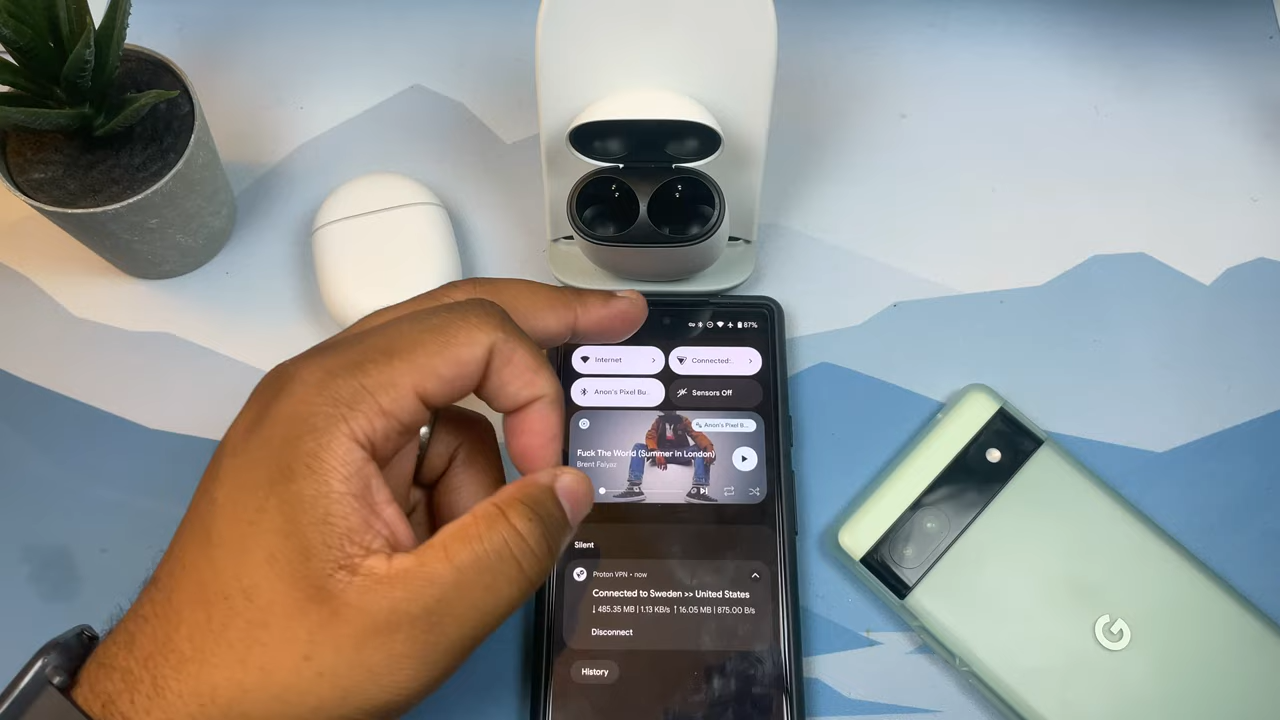 87%
Internet
Connected:
Anon's Pixel Bu..
Sensors Off
Anon's Pixel B...
Fuck The World (Summer In London)
Brent Faiyaz
Silent
Proton VPN • now
Connected to Sweden >> United States
↓ 485.35 MB | 1.13 KB/s ↑ 16.05 MB | 875.00 B/s
Disconnect
History
G